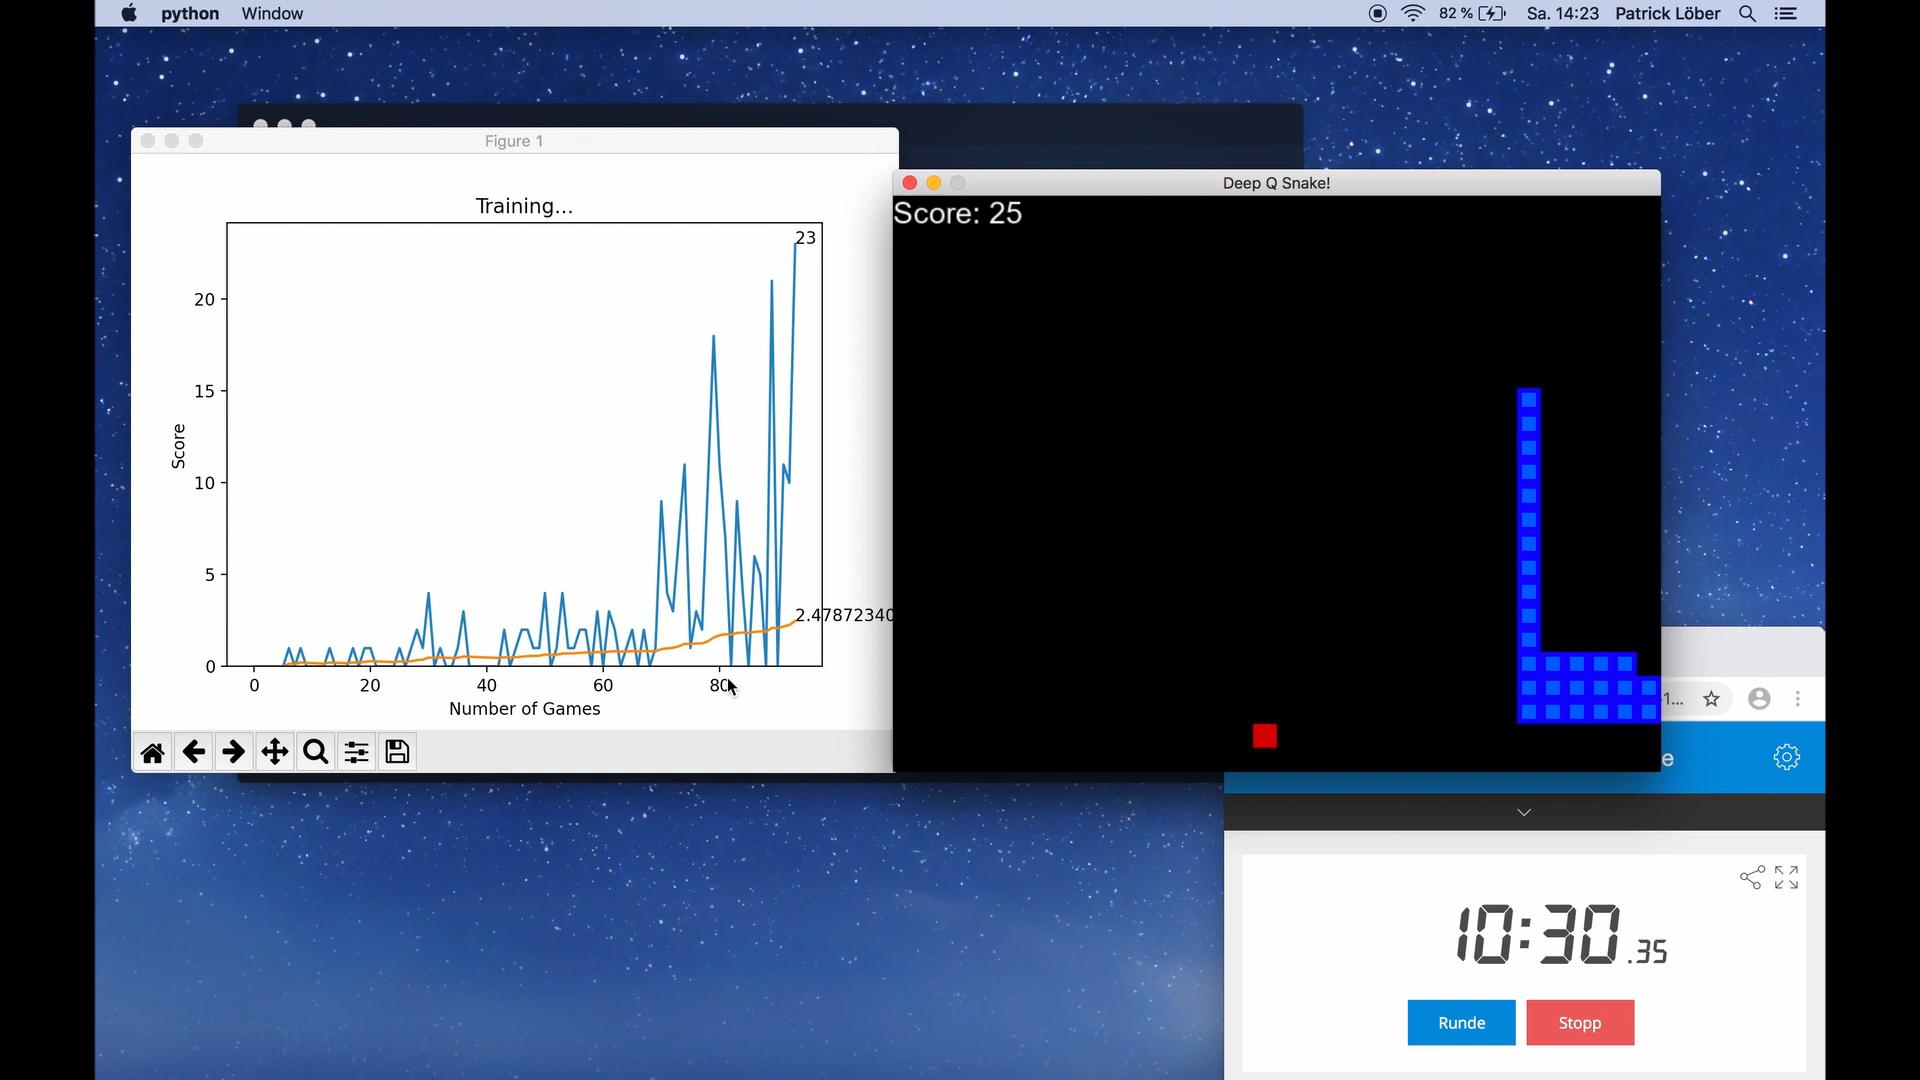 python Window 82 % Sa. 14:23 Patrick Löber
Figure 1
Training...
23
20
15
10
5
0
Score
2.47872340
0 20 40 60 80
Number of Games
Deep Q Snake!
Score: 25
1...
e
10:30.35
Runde Stopp